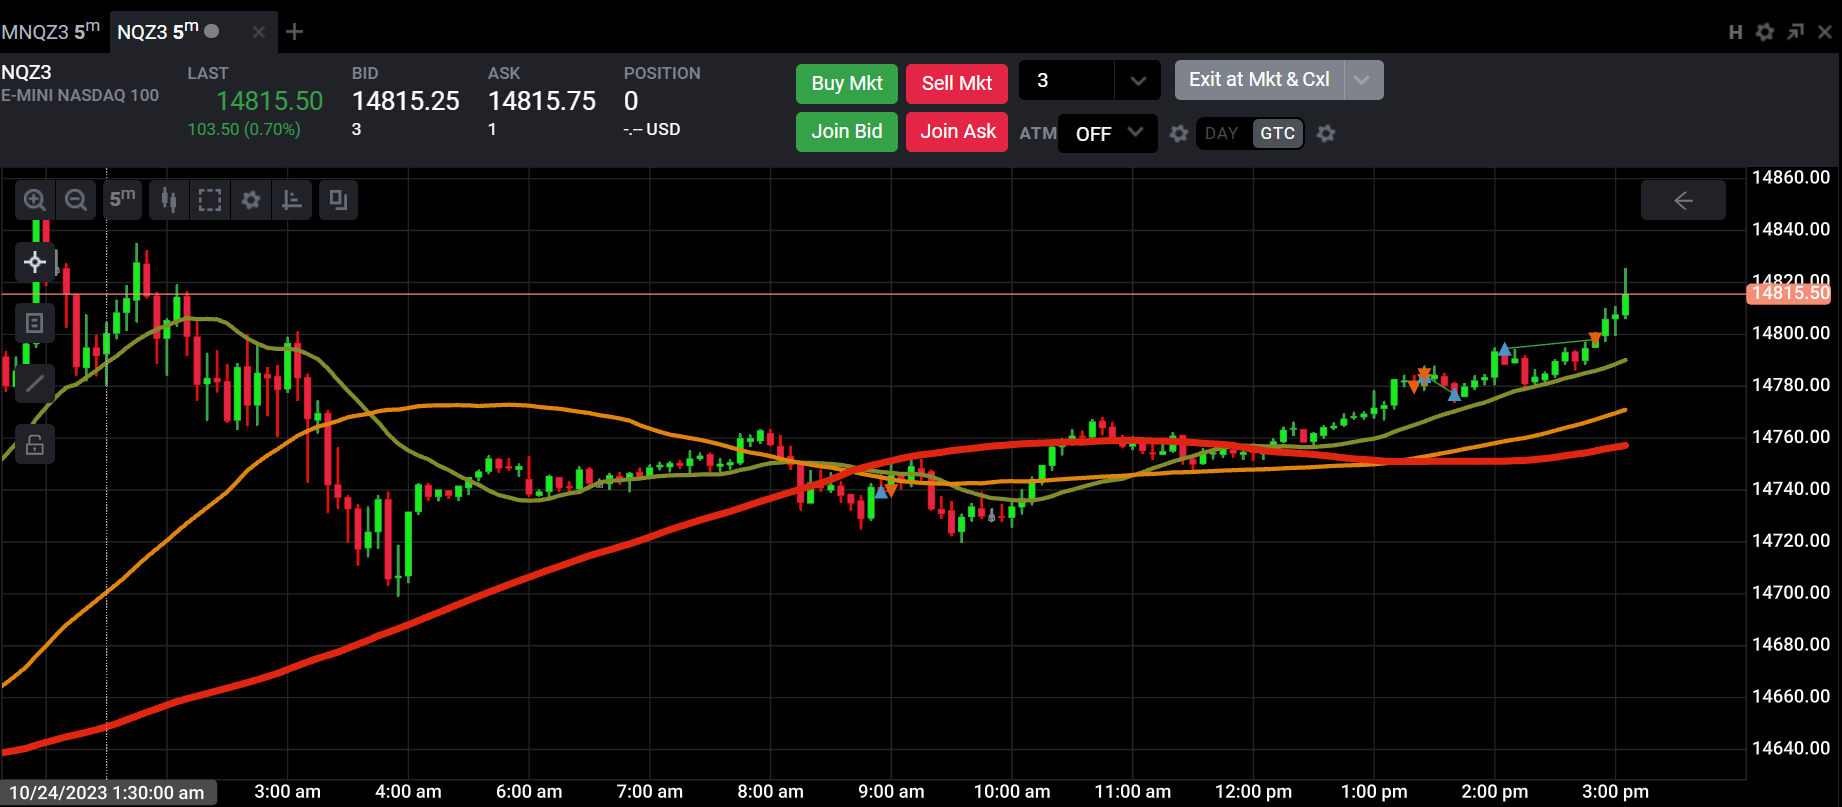 MNQZ3 5m NQZ3 5m H
NQZ3 LAST BID ASK POSITION
E-MINI NASDAQ 100 14815.50 14815.25 14815.75 0
103.50 (0.70%) 3 1 -.-- USD
Buy Mkt Sell Mkt 3 Exit at Mkt & Cxl
Join Bid Join Ask ATM OFF DAY GTC
5m
14860.00
14840.00
14820.00
14815.50
14800.00
14780.00
14760.00
14740.00
14720.00
14700.00
14680.00
14660.00
14640.00
10/24/2023 1:30:00 am 3:00 am 4:00 am 6:00 am 7:00 am 8:00 am 9:00 am 10:00 am 11:00 am 12:00 pm 1:00 pm 2:00 pm 3:00 pm